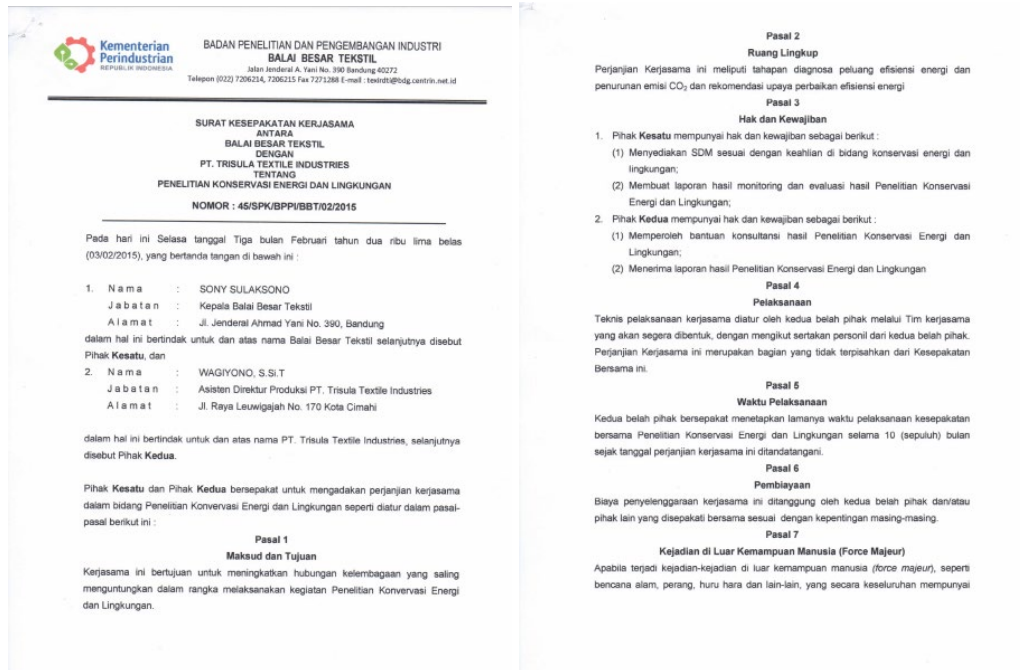 Kementerian
Perindustrian
REPUBLIK INDONESIA
BADAN PENELITIAN DAN PENGEMBANGAN INDUSTRI
BALAI BESAR TEKSTIL
Jalan Jenderal A. Yani No. 390 Bandung 40272
Telepon (022) 7206214, 7206215 Fax 7271288 E-mail : texirdti@bdg.centrin.net.id
SURAT KESEPAKATAN KERJASAMA
ANTARA
BALAI BESAR TEKSTIL
DENGAN
PT. TRISULA TEXTILE INDUSTRIES
TENTANG
PENELITIAN KONSERVASI ENERGI DAN LINGKUNGAN
NOMOR : 45/SPK/BPPI/BBT/02/2015
Pada hari ini Selasa tanggal Tiga bulan Februari tahun dua ribu lima belas
(03/02/2015), yang bertanda tangan di bawah ini :
1. Nama : SONY SULAKSONO
Jabatan : Kepala Balai Besar Tekstil
Alamat : Jl. Jenderal Ahmad Yani No. 390, Bandung
dalam hal ini bertindak untuk dan atas nama Balai Besar Tekstil selanjutnya disebut
Pihak Kesatu, dan
2. Nama : WAGIYONO, S.Si.T
Jabatan : Asisten Direktur Produksi PT. Trisula Textile Industries
Alamat : Jl. Raya Leuwigajah No. 170 Kota Cimahi
dalam hal ini bertindak untuk dan atas nama PT. Trisula Textile Industries, selanjutnya
disebut Pihak Kedua.
Pihak Kesatu dan Pihak Kedua bersepakat untuk mengadakan perjanjian kerjasama
dalam bidang Penelitian Konvervasi Energi dan Lingkungan seperti diatur dalam pasal-
pasal berikut ini :
Pasal 1
Maksud dan Tujuan
Kerjasama ini bertujuan untuk meningkatkan hubungan kelembagaan yang saling
menguntungkan dalam rangka melaksanakan kegiatan Penelitian Konvervasi Energi
dan Lingkungan.
Pasal 2
Ruang Lingkup
Perjanjian Kerjasama ini meliputi tahapan diagnosa peluang efisiensi energi dan
penurunan emisi CO₂ dan rekomendasi upaya perbaikan efisiensi energi
Pasal 3
Hak dan Kewajiban
1. Pihak Kesatu mempunyai hak dan kewajiban sebagai berikut :
(1) Menyediakan SDM sesuai dengan keahlian di bidang konservasi energi dan
lingkungan;
(2) Membuat laporan hasil monitoring dan evaluasi hasil Penelitian Konservasi
Energi dan Lingkungan;
2. Pihak Kedua mempunyai hak dan kewajiban sebagai berikut :
(1) Memperoleh bantuan konsultansi hasil Penelitian Konservasi Energi dan
Lingkungan;
(2) Menerima laporan hasil Penelitian Konservasi Energi dan Lingkungan
Pasal 4
Pelaksanaan
Teknis pelaksanaan kerjasama diatur oleh kedua belah pihak melalui Tim kerjasama
yang akan segera dibentuk, dengan mengikut sertakan personil dari kedua belah pihak.
Perjanjian Kerjasama ini merupakan bagian yang tidak terpisahkan dari Kesepakatan
Bersama ini.
Pasal 5
Waktu Pelaksanaan
Kedua belah pihak bersepakat menetapkan lamanya waktu pelaksanaan kesepakatan
bersama Penelitian Konservasi Energi dan Lingkungan selama 10 (sepuluh) bulan
sejak tanggal perjanjian kerjasama ini ditandatangani.
Pasal 6
Pembiayaan
Biaya penyelenggaraan kerjasama ini ditanggung oleh kedua belah pihak dan/atau
pihak lain yang disepakati bersama sesuai dengan kepentingan masing-masing.
Pasal 7
Kejadian di Luar Kemampuan Manusia (Force Majeur)
Apabila terjadi kejadian-kejadian di luar kemampuan manusia (force majeur), seperti
bencana alam, perang, huru hara dan lain-lain, yang secara keseluruhan mempunyai